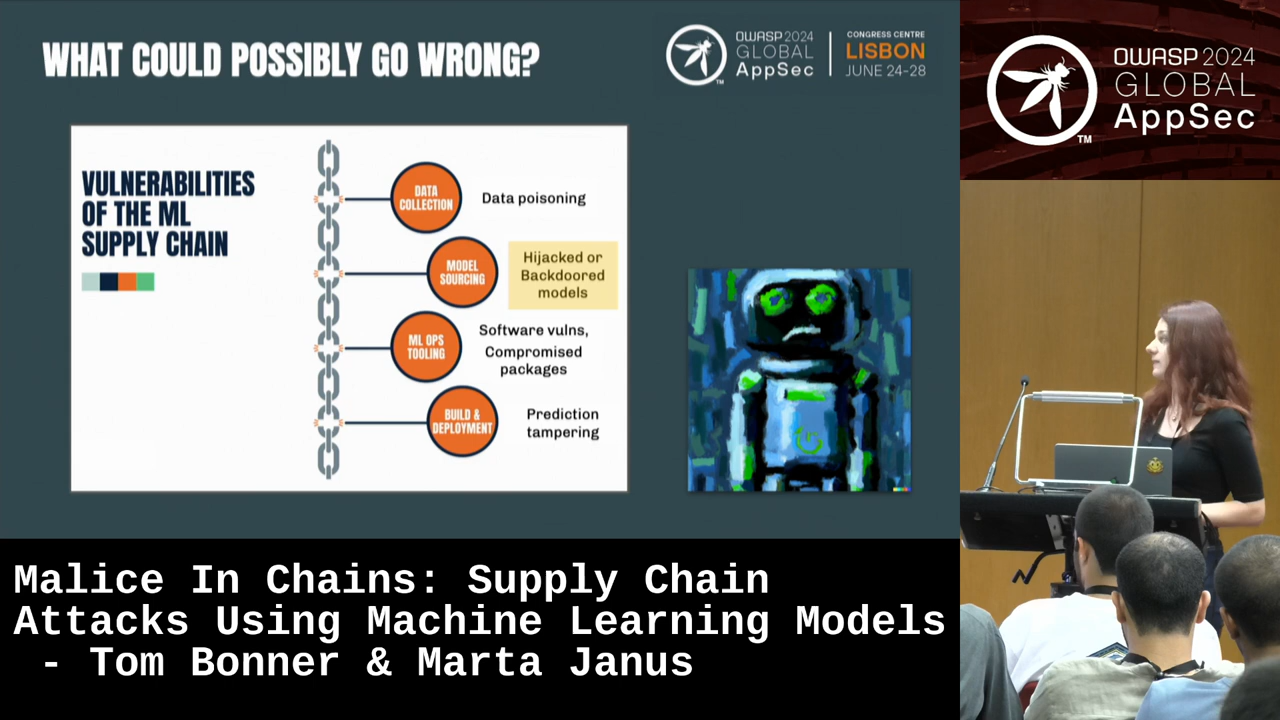 WHAT COULD POSSIBLY GO WRONG?
OWASP 2024
GLOBAL
AppSec
TM
CONGRESS CENTRE
LISBON
JUNE 24-28
VULNERABILITIES
OF THE ML
SUPPLY CHAIN
DATA
COLLECTION
Data poisoning
MODEL
SOURCING
Hijacked or
Backdoored
models
ML OPS
TOOLING
Software vulns,
Compromised
packages
BUILD &
DEPLOYMENT
Prediction
tampering
OWASP 2024
GLOBAL
AppSec
TM
Malice In Chains: Supply Chain
Attacks Using Machine Learning Models
- Tom Bonner & Marta Janus